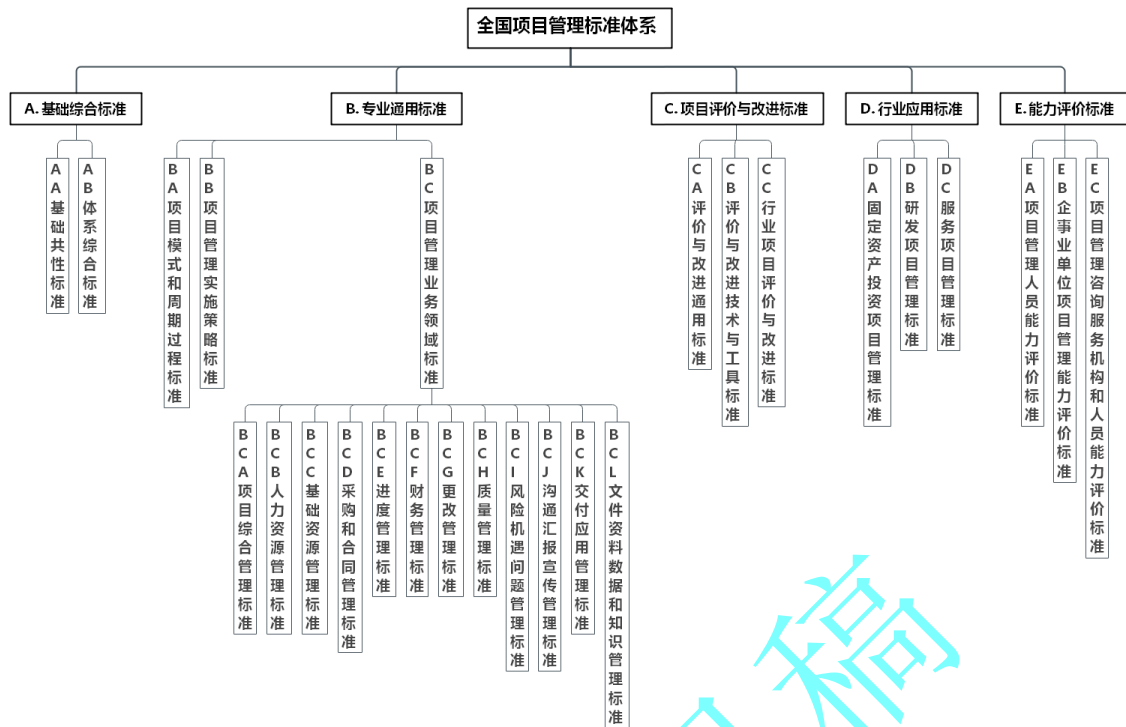 全国项目管理标准体系
A.基础综合标准
B.专业通用标准
C.项目评价与改进标准
D.行业应用标准
E.能力评价标准
AA基础共性标准
AB体系综合标准
BA项目模式和周期过程标准
BB项目管理实施策略标准
BC项目管理业务领域标准
CA评价与改进通用标准
CB评价与改进技术与工具标准
CC行业项目评价与改进标准
DA固定资产投资项目管理标准
DB研发项目管理标准
DC服务项目管理标准
EA项目管理人员能力评价标准
EB企事业单位项目管理能力评价标准
EC项目管理咨询服务机构和人员能力评价标准
BCA项目综合管理标准
BCB人力资源管理标准
BCC基础资源管理标准
BCD采购和合同管理标准
BCE进度管理标准
BCF财务管理标准
BCG更改管理标准
BCH质量管理标准
BCI风险机遇问题管理标准
BCJ沟通汇报宣传管理标准
BCK交付应用管理标准
BCL文件资料数据和知识管理标准
稿